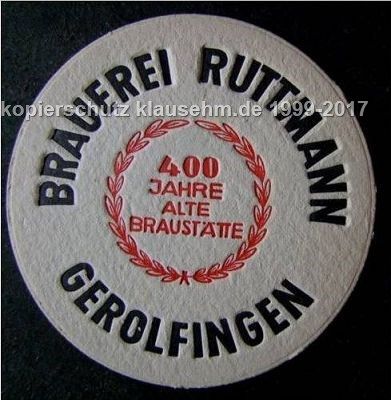 BRAUEREI RUTTMANN
kopierschutz klausehm.de 1999-2017
400
JAHRE
ALTE
BRAUSTÄTTE
GEROLFINGEN